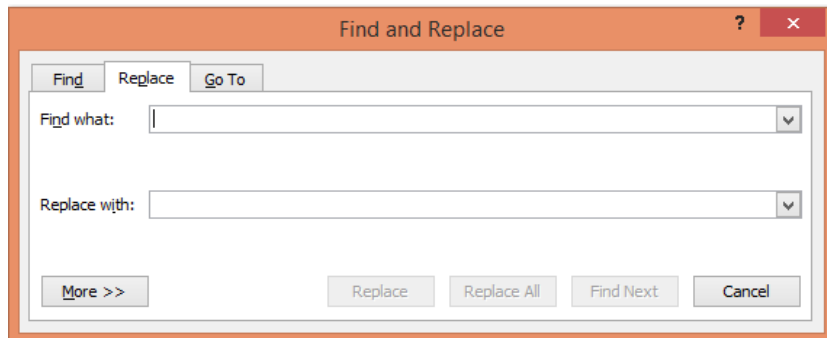 Find and Replace ?
Find Replace Go To
Find what:
Replace with:
More >> Replace Replace All Find Next Cancel